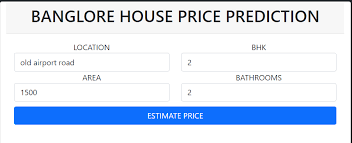 BANGLORE HOUSE PRICE PREDICTION
LOCATION BHK
old airport road 2
AREA BATHROOMS
1500 2
ESTIMATE PRICE